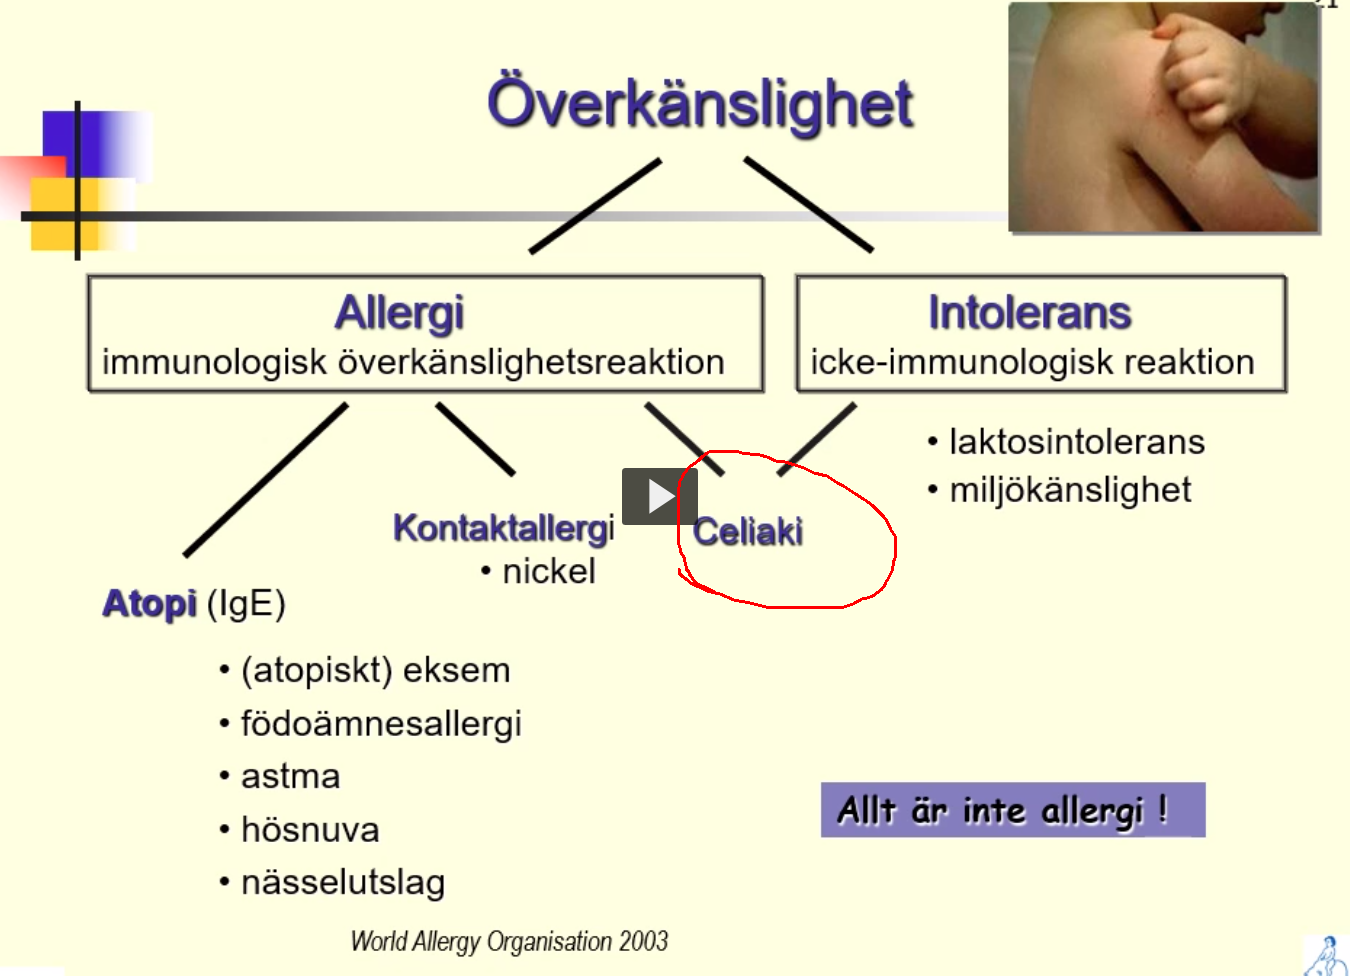 Överkänslighet
Allergi
immunologisk överkänslighetsreaktion
Intolerans
icke-immunologisk reaktion
• laktosintolerans
• miljökänslighet
Kontaktallergi
• nickel
Celiaki
Atopi (IgE)
• (atopiskt) eksem
• födoämnesallergi
• astma
• hösnuva
• nässelutslag
Allt är inte allergi !
World Allergy Organisation 2003